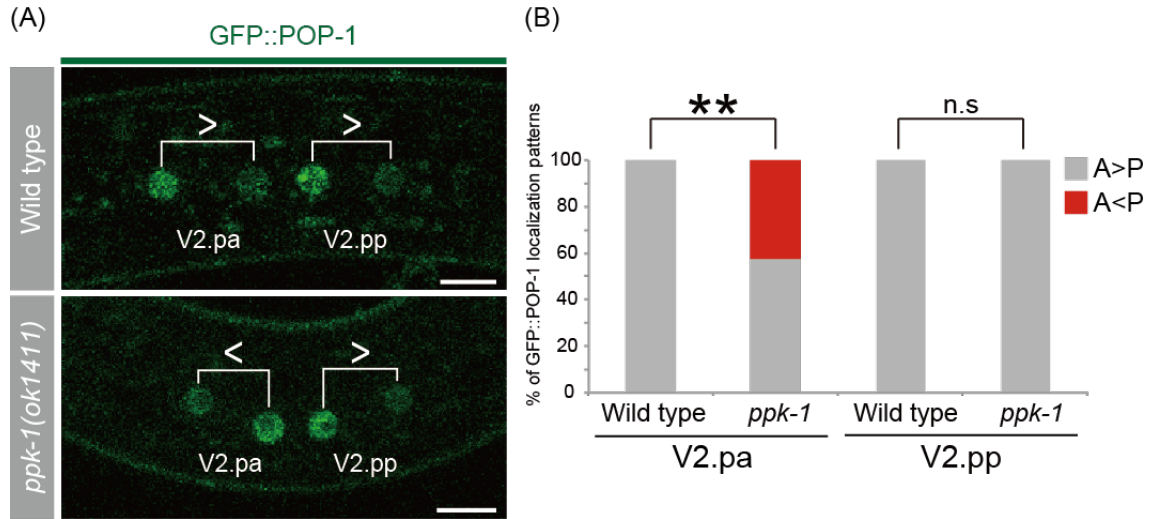 (A)
GFP::POP-1
Wild type
> >
V2.pa V2.pp
ppk-1(ok1411)
< >
V2.pa V2.pp
(B)
% of GFP::POP-1 localization patterns
100
80
60
40
20
0
** n.s
A>P
A<P
Wild type ppk-1 Wild type ppk-1
V2.pa V2.pp